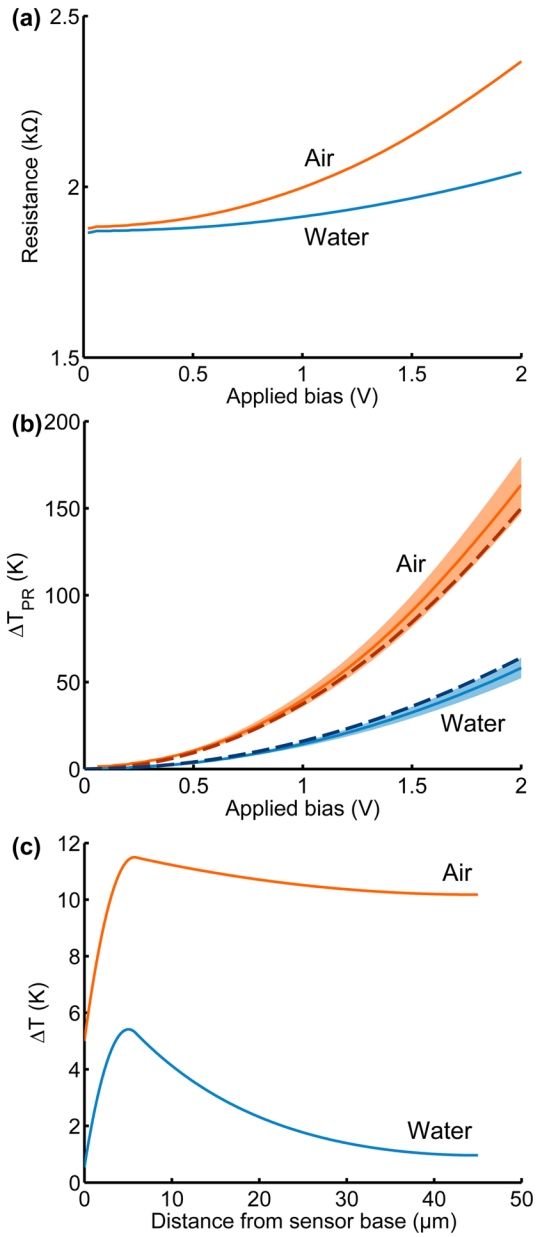 (a)
2.5
2
1.5
Resistance (kΩ)
Air
Water
0
0.5
1
1.5
2
Applied bias (V)
(b)
200
150
100
50
0
ΔT_PR (K)
Air
Water
0
0.5
1
1.5
2
Applied bias (V)
(c)
12
10
8
6
4
2
0
ΔT (K)
Air
Water
0
10
20
30
40
50
Distance from sensor base (μm)